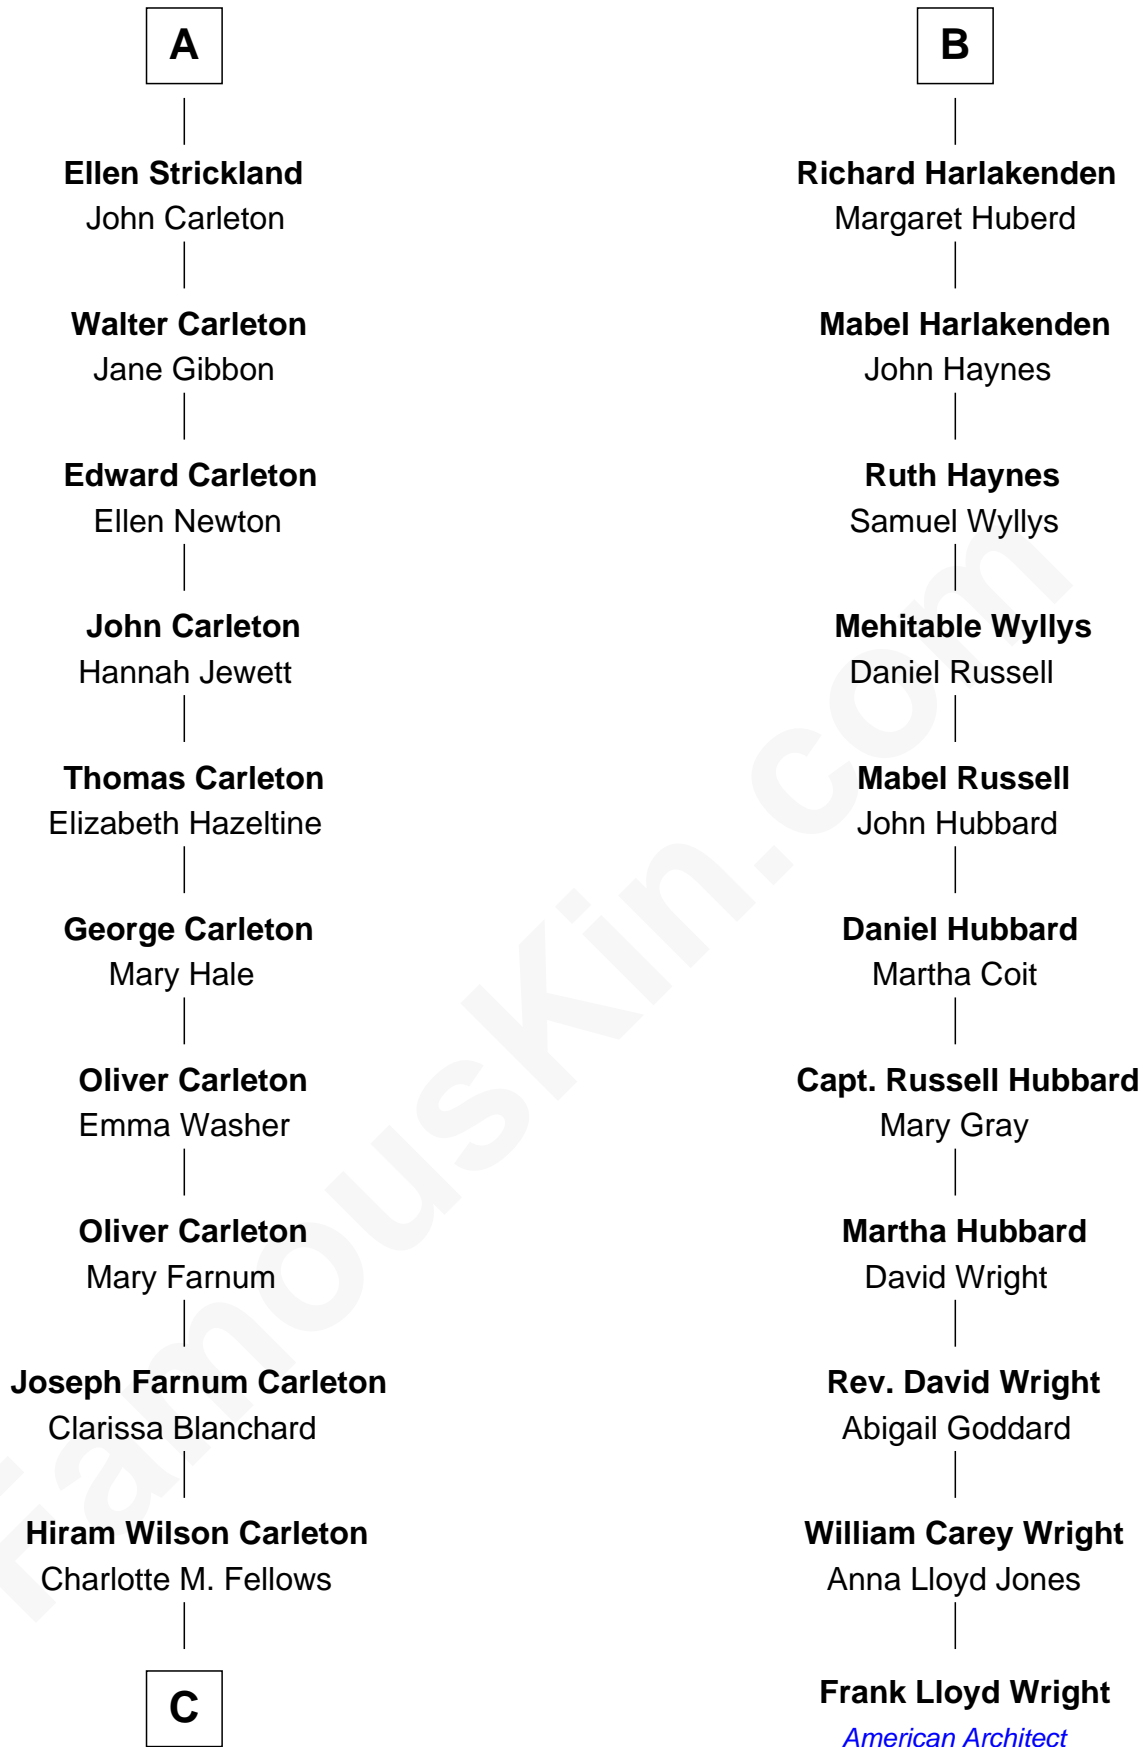 A
Ellen Strickland
John Carleton
Walter Carleton
Jane Gibbon
Edward Carleton
Ellen Newton
John Carleton
Hannah Jewett
Thomas Carleton
Elizabeth Hazeltine
George Carleton
Mary Hale
Oliver Carleton
Emma Washer
Oliver Carleton
Mary Farnum
Joseph Farnum Carleton
Clarissa Blanchard
Hiram Wilson Carleton
Charlotte M. Fellows
C
B
Richard Harlakenden
Margaret Huberd
Mabel Harlakenden
John Haynes
Ruth Haynes
Samuel Wyllys
Mehitable Wyllys
Daniel Russell
Mabel Russell
John Hubbard
Daniel Hubbard
Martha Coit
Capt. Russell Hubbard
Mary Gray
Martha Hubbard
David Wright
Rev. David Wright
Abigail Goddard
William Carey Wright
Anna Lloyd Jones
Frank Lloyd Wright
American Architect
FamousKin.com